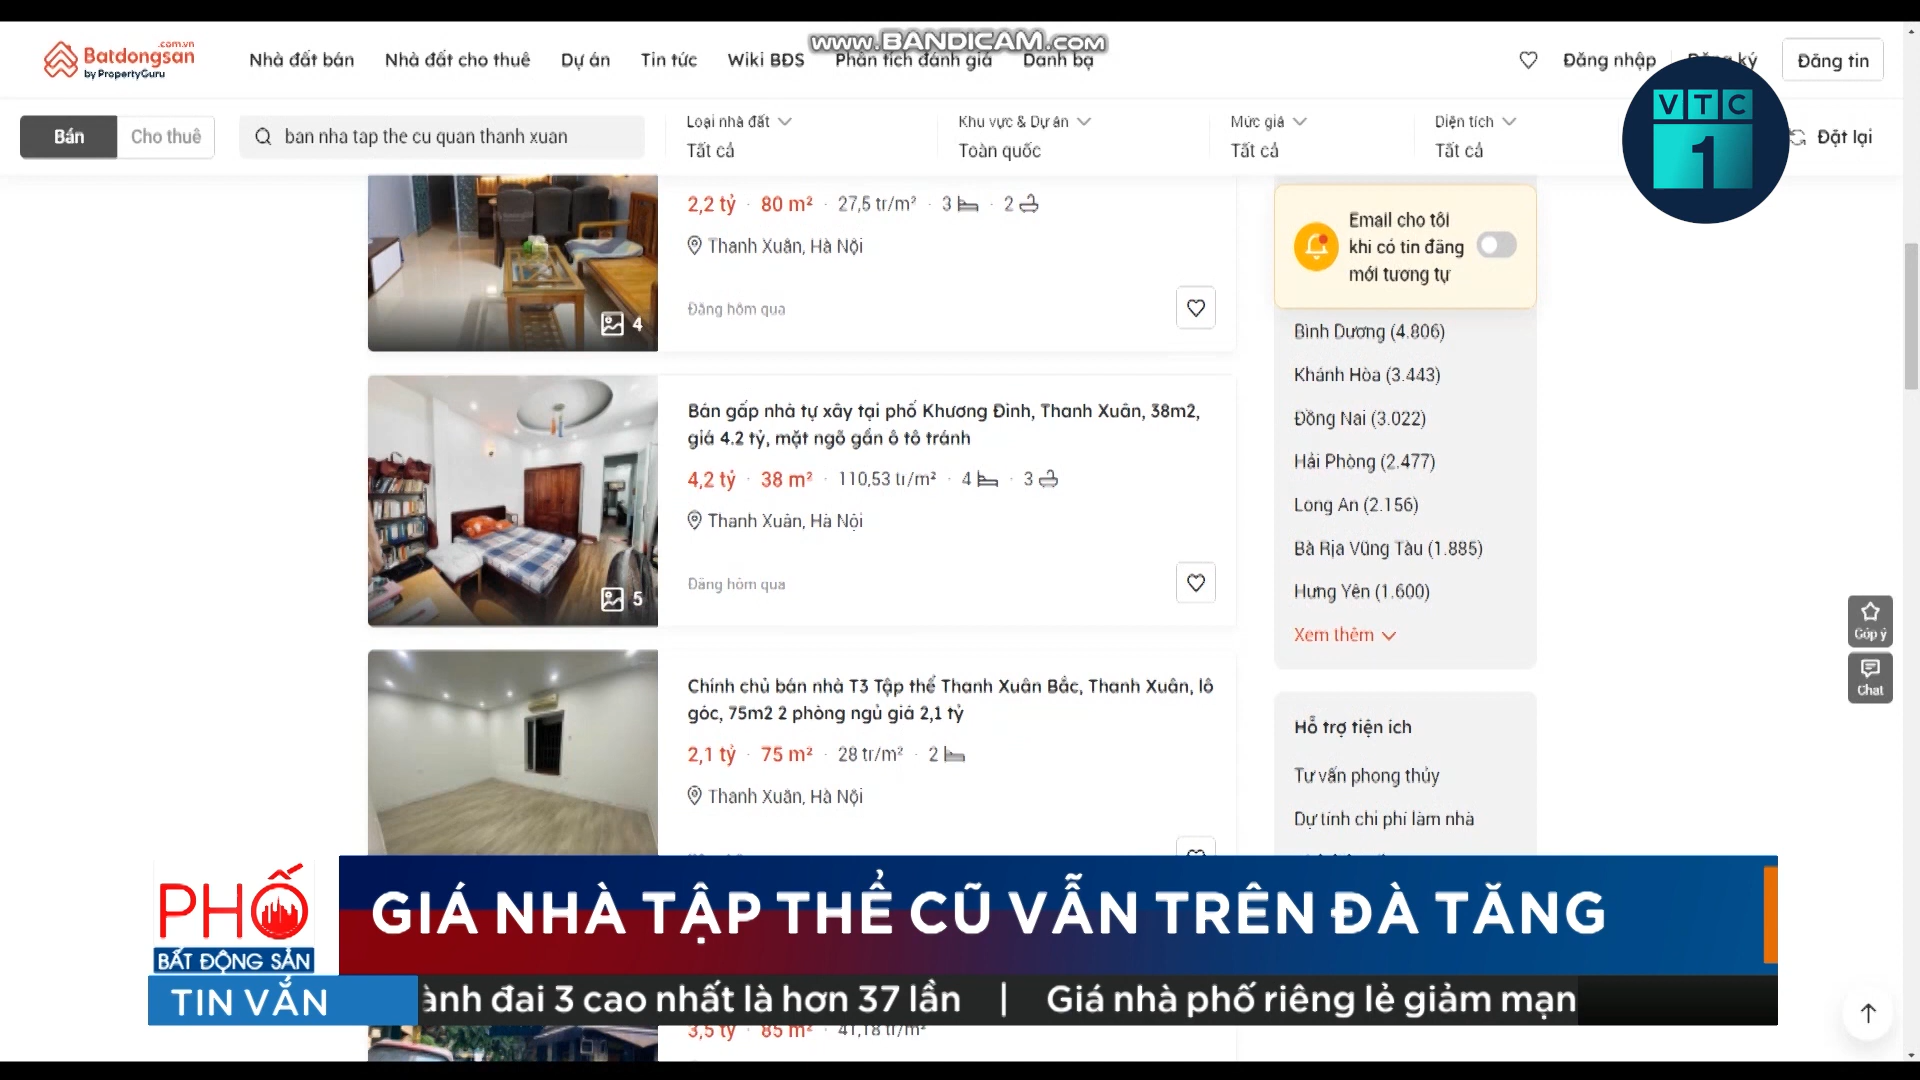 www.BANDICAM.com
Batdongsan
.com.vn
by PropertyGuru
Nhà đất bán
Nhà đất cho thuê
Dự án
Tin tức
Wiki BĐS
Phân tích đánh giá
Danh bạ
Đăng nhập
Đăng tin
VTC
1
Bán
Cho thuê
ban nha tap the cu quan thanh xuan
Loại nhà đất
Tất cả
Khu vực & Dự án
Toàn quốc
Mức giá
Tất cả
Diện tích
Tất cả
Đặt lại
2,2 tỷ · 80 m² · 27,5 tr/m² · 3 · 2
Thanh Xuân, Hà Nội
Đăng hôm qua
4
Bán gấp nhà tự xây tại phố Khương Đình, Thanh Xuân, 38m2,
giá 4.2 tỷ, mặt ngõ gần ô tô tránh
4,2 tỷ · 38 m² · 110,53 tr/m² · 4 · 3
Thanh Xuân, Hà Nội
Đăng hôm qua
5
Chính chủ bán nhà T3 Tập thể Thanh Xuân Bắc, Thanh Xuân, lô
góc, 75m2 2 phòng ngủ giá 2,1 tỷ
2,1 tỷ · 75 m² · 28 tr/m² · 2
Thanh Xuân, Hà Nội
Email cho tôi
khi có tin đăng
mới tương tự
Bình Dương (4.806)
Khánh Hòa (3.443)
Đồng Nai (3.022)
Hải Phòng (2.477)
Long An (2.156)
Bà Rịa Vũng Tàu (1.885)
Hưng Yên (1.600)
Xem thêm
Hỗ trợ tiện ích
Tư vấn phong thủy
Dự tính chi phí làm nhà
Góp ý
Chat
PHỐ
BẤT ĐỘNG SẢN
GIÁ NHÀ TẬP THỂ CŨ VẪN TRÊN ĐÀ TĂNG
TIN VẮN
ành đai 3 cao nhất là hơn 37 lần | Giá nhà phố riêng lẻ giảm mạn
3,5 tỷ · 85 m² · 41,18 tr/m²